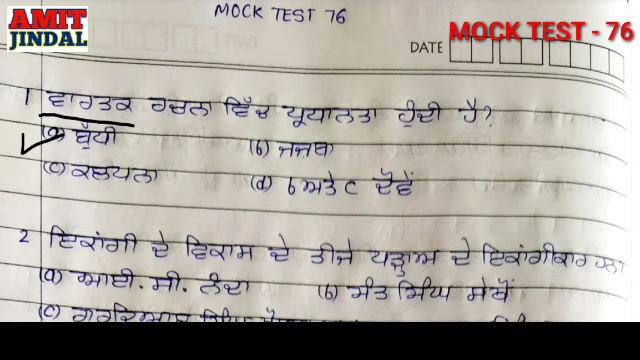 AMIT
JINDAL
MOCK TEST 76
MOCK TEST - 76
DATE
1 ਵਾਰਤਕ ਰਚਨਾ ਵਿੱਚ ਪ੍ਰਧਾਨਤਾ ਹੁੰਦੀ ਹੈ?
(a) ਬੁੱਧੀ (b) ਜਜ਼ਬਾ
(c) ਕਲਪਨਾ (d) b ਅਤੇ c ਦੋਵੇਂ
2 ਇਕਾਂਗੀ ਦੇ ਵਿਕਾਸ ਦੇ ਤੀਜੇ ਪੜਾਅ ਦੇ ਇਕਾਂਗੀਕਾਰ ਹਨ
(a) ਆਈ. ਸੀ. ਨੰਦਾ (b) ਸੰਤ ਸਿੰਘ ਸੇਖੋਂ
(c)